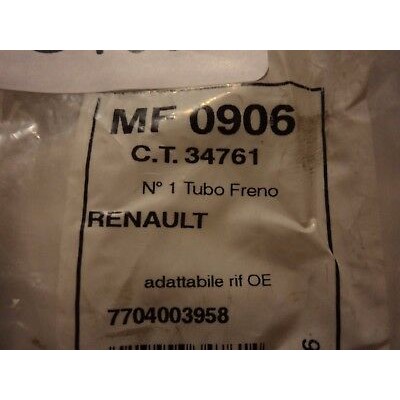 MF 0906
C.T. 34761
N° 1 Tubo Freno
RENAULT
adattabile rif OE
7704003958